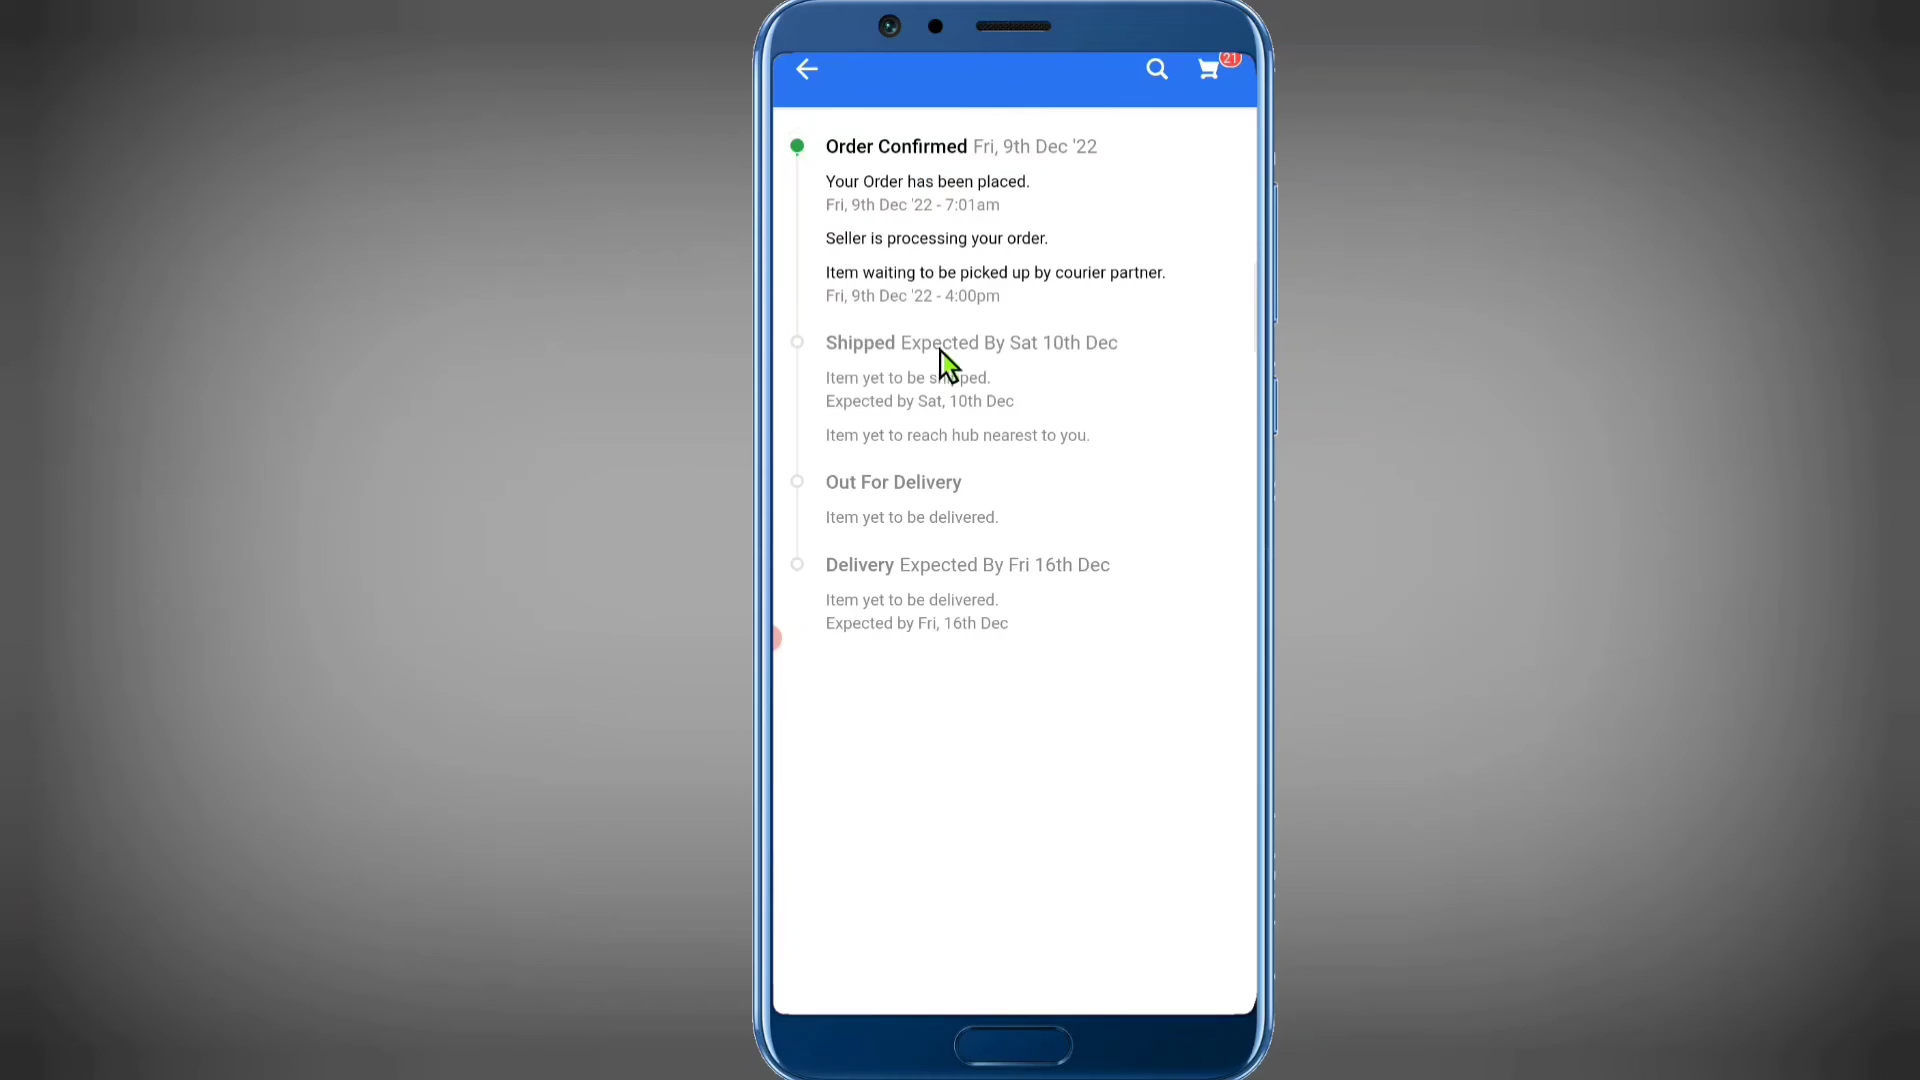 21
Order Confirmed Fri, 9th Dec '22
Your Order has been placed.
Fri, 9th Dec '22 - 7:01am
Seller is processing your order.
Item waiting to be picked up by courier partner.
Fri, 9th Dec '22 - 4:00pm
Shipped Expected By Sat 10th Dec
Item yet to be shipped.
Expected by Sat, 10th Dec
Item yet to reach hub nearest to you.
Out For Delivery
Item yet to be delivered.
Delivery Expected By Fri 16th Dec
Item yet to be delivered.
Expected by Fri, 16th Dec